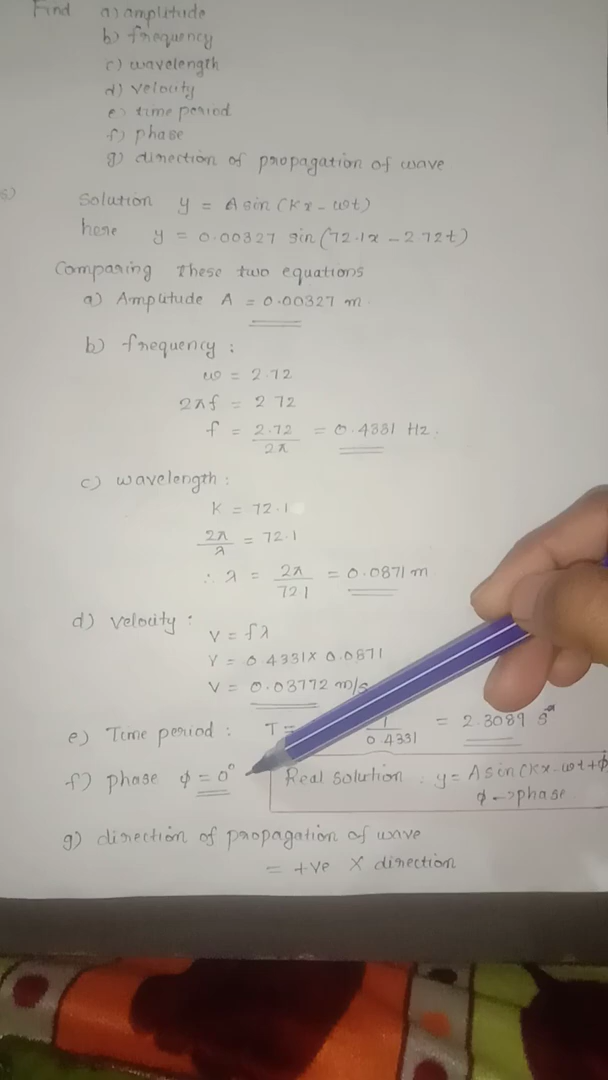 Find a) amplitude
b) frequency
c) wavelength
d) velocity
e) time period
f) phase
g) direction of propagation of wave
Solution y = A sin (Kx - ωt)
here y = 0.00327 sin (72.1x - 2.72t)
Comparing These two equations
a) Amplitude A = 0.00327 m
b) frequency :
ω = 2.72
2πf = 2.72
f = 2.72/2π = 0.4331 Hz.
c) wavelength :
K = 72.1
2π/λ = 72.1
∴ λ = 2π/72.1 = 0.0871 m
d) velocity :
V = fλ
V = 0.4331 x 0.0871
V = 0.03772 m/s
e) Time period : T = 1/0.4331 = 2.3089 s
f) phase ϕ = 0° Real solution : y = A sin (Kx - ωt + ϕ
ϕ → phase
g) direction of propagation of wave
= +ve X direction